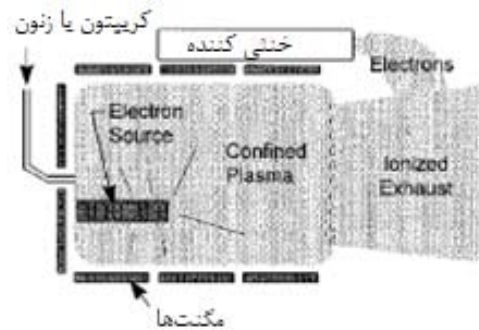 کریپتون یا زنون
خنثی کننده
Electrons
Electron
Source
Confined
Plasma
Ionized
Exhaust
مگنت‌ها